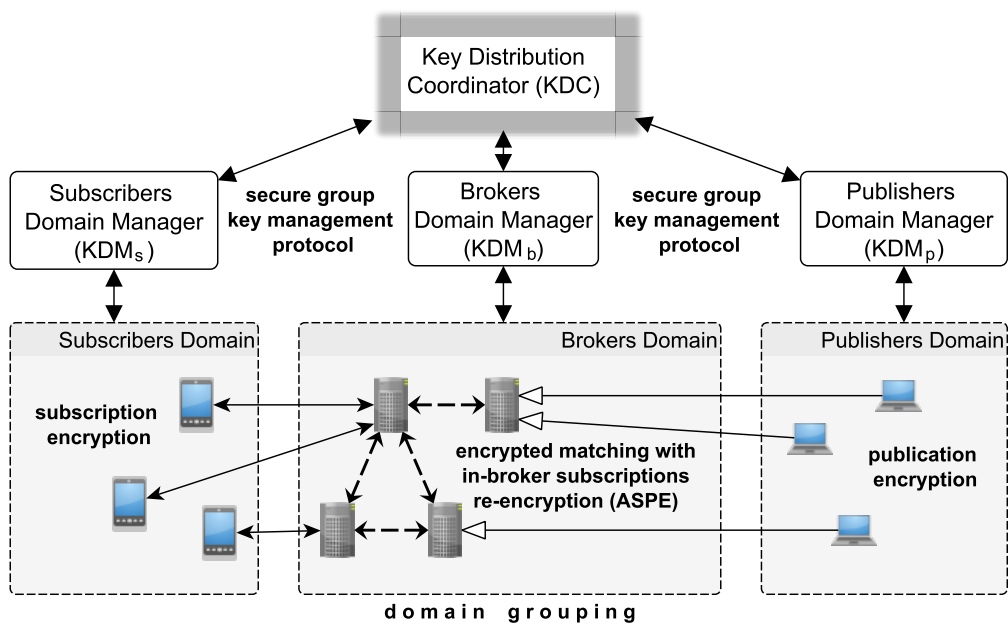 Key Distribution
Coordinator (KDC)
Subscribers
Domain Manager
(KDMs)
secure group
key management
protocol
Brokers
Domain Manager
(KDM b)
secure group
key management
protocol
Publishers
Domain Manager
(KDMp)
Subscribers Domain
Brokers Domain
Publishers Domain
subscription
encryption
encrypted matching with
in-broker subscriptions
re-encryption (ASPE)
publication
encryption
domain grouping